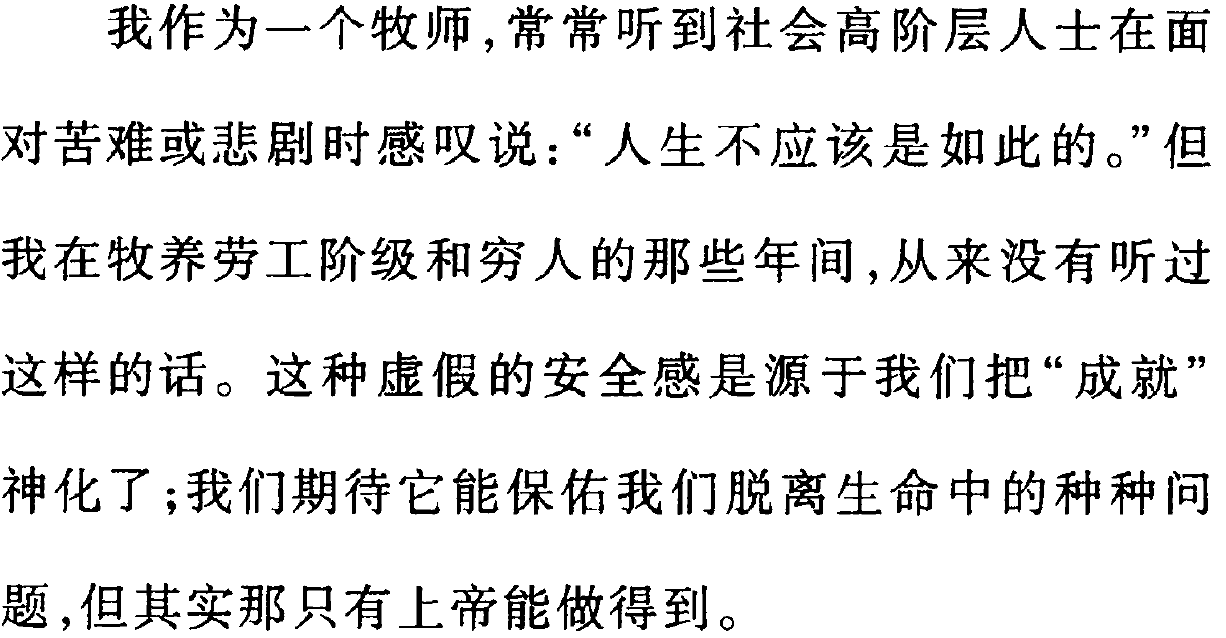 我作为一个牧师,常常听到社会高阶层人士在面
对苦难或悲剧时感叹说:“人生不应该是如此的。”但
我在牧养劳工阶级和穷人的那些年间,从来没有听过
这样的话。这种虚假的安全感是源于我们把“成就”
神化了;我们期待它能保佑我们脱离生命中的种种问
题,但其实那只有上帝能做得到。